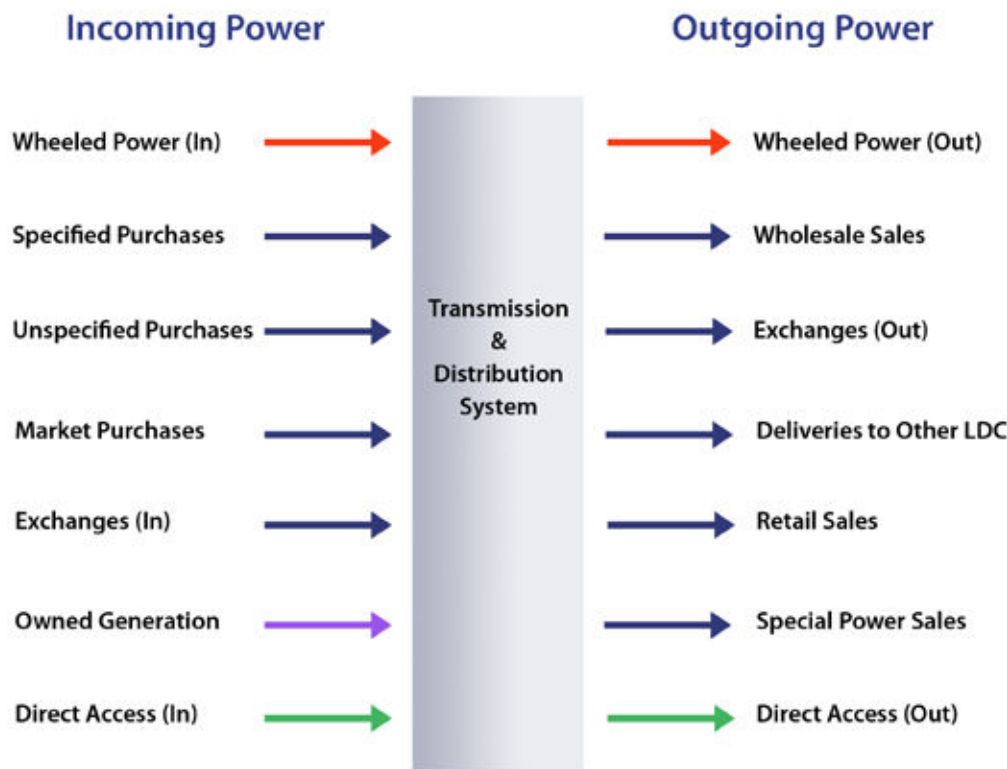 Incoming Power
Outgoing Power
Wheeled Power (In)
Wheeled Power (Out)
Specified Purchases
Wholesale Sales
Unspecified Purchases
Transmission
&
Distribution
System
Exchanges (Out)
Market Purchases
Deliveries to Other LDC
Exchanges (In)
Retail Sales
Owned Generation
Special Power Sales
Direct Access (In)
Direct Access (Out)